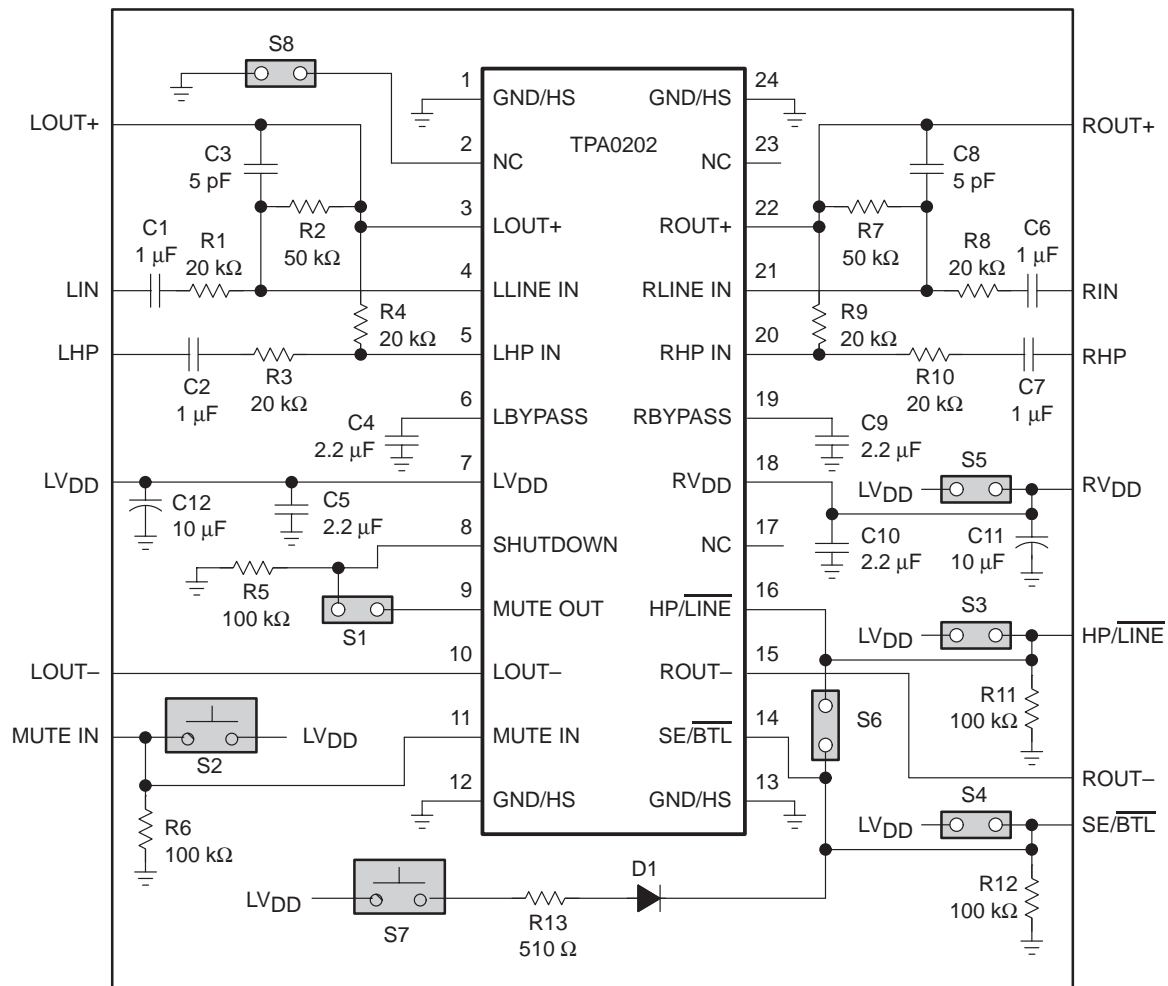 S8
1
GND/HS
GND/HS
24
LOUT+
TPA0202
ROUT+
2
NC
NC
23
C3
5 pF
C8
5 pF
3
LOUT+
ROUT+
22
R2
50 kΩ
R7
50 kΩ
C1
1 μF
R1
20 kΩ
R8
20 kΩ
C6
1 μF
LIN
4
LLINE IN
RLINE IN
21
RIN
R4
20 kΩ
R9
20 kΩ
LHP
5
LHP IN
RHP IN
20
RHP
C2
1 μF
R3
20 kΩ
R10
20 kΩ
C7
1 μF
6
LBYPASS
RBYPASS
19
C4
2.2 μF
C9
2.2 μF
LVDD
7
LVDD
RVDD
18
LVDD
S5
RVDD
C12
10 μF
C5
2.2 μF
C10
2.2 μF
C11
10 μF
8
SHUTDOWN
NC
17
R5
100 kΩ
S1
9
MUTE OUT
HP/LINE
16
LVDD
S3
HP/LINE
LOUT–
10
LOUT–
ROUT–
15
R11
100 kΩ
S6
MUTE IN
S2
LVDD
11
MUTE IN
SE/BTL
14
ROUT–
12
GND/HS
GND/HS
13
LVDD
S4
SE/BTL
R6
100 kΩ
LVDD
S7
R13
510 Ω
D1
R12
100 kΩ